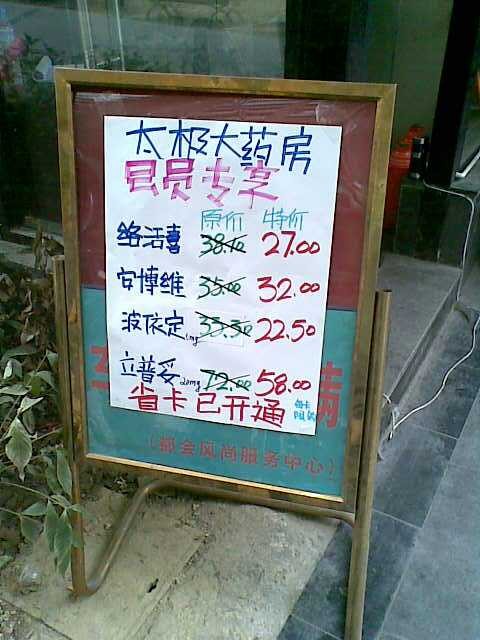 太极大药房
会员专享
原价 特价
络活喜 38.10 27.00
安博维 35.00 32.00
波依定 33.30 22.50
立普妥 20mg 72.00 58.00
省卡已开通
(都会风尚服务中心)